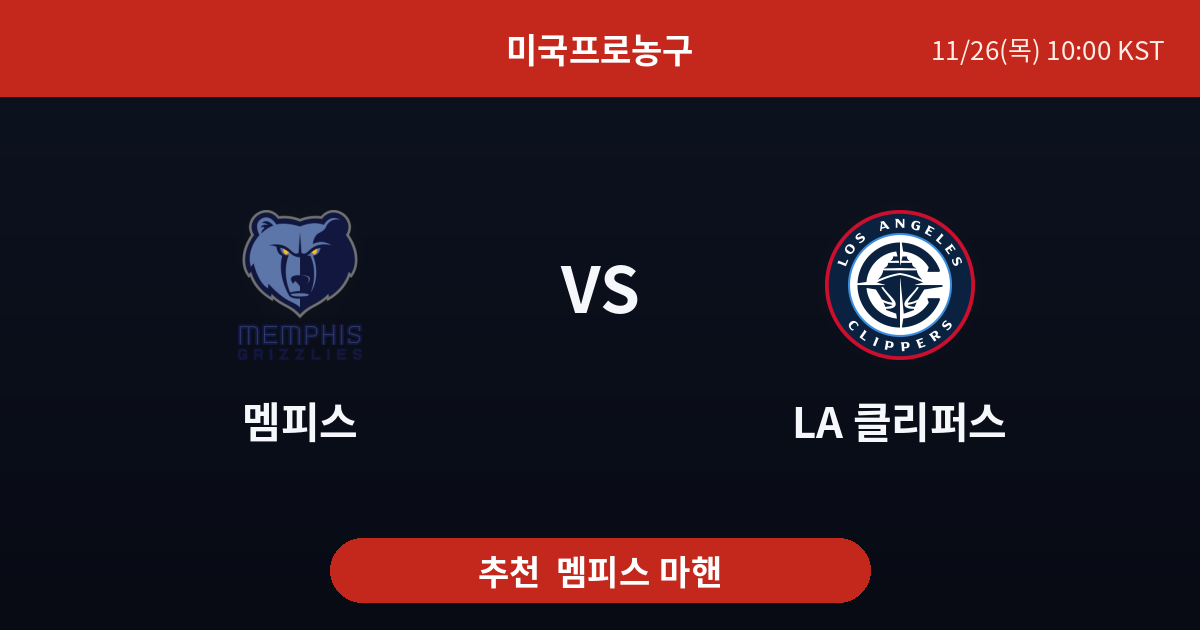 미국프로농구
11/26(목) 10:00 KST
MEMPHIS
GRIZZLIES
VS
LOS ANGELES
CLIPPERS
멤피스
LA 클리퍼스
추천 멤피스 마핸